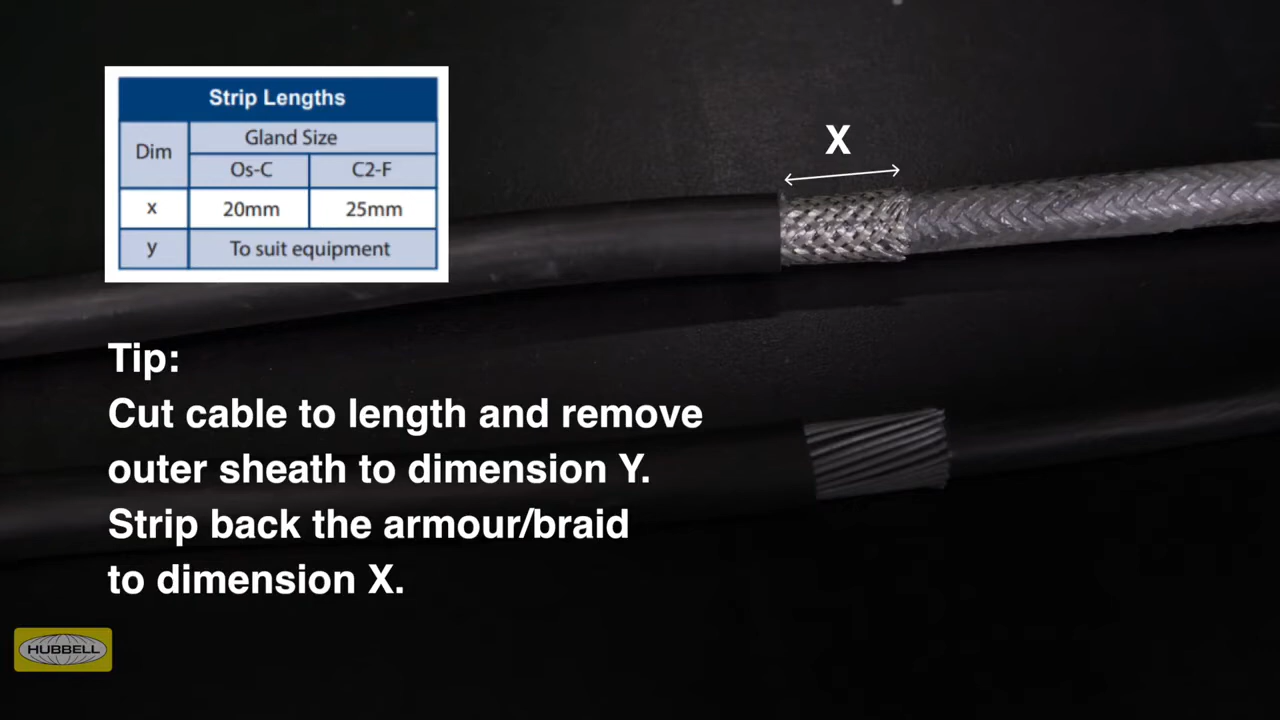 Strip Lengths
Dim
Gland Size
Os-C
C2-F
x
20mm
25mm
y
To suit equipment
X
Tip:
Cut cable to length and remove
outer sheath to dimension Y.
Strip back the armour/braid
to dimension X.
HUBBELL